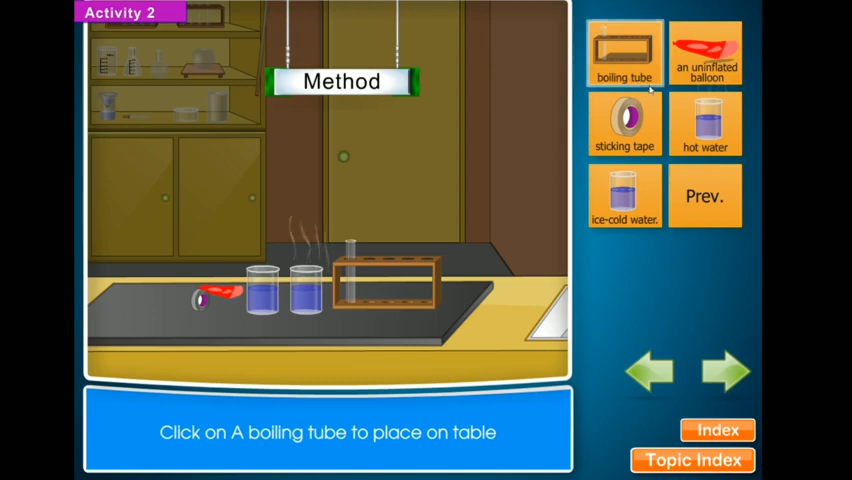 Activity 2
Method
boiling tube
an uninflated
balloon
sticking tape
hot water
ice-cold water.
Prev.
Click on A boiling tube to place on table
Index
Topic Index